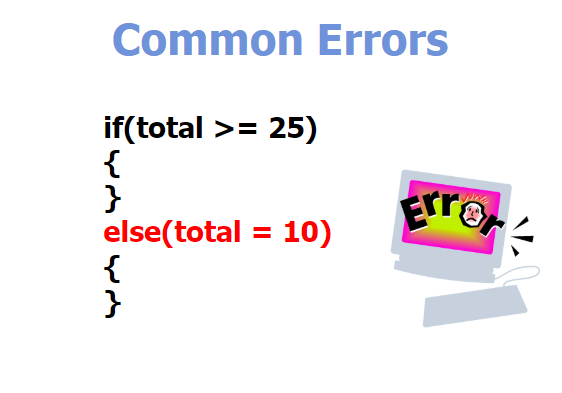 Common Errors
if(total >= 25)
{
}
else(total = 10)
{
}
Error